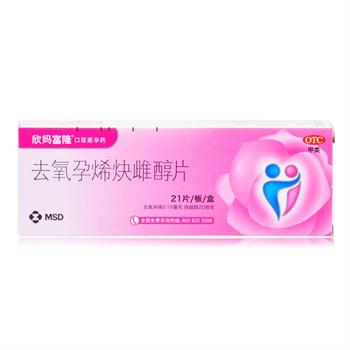 欣妈富隆 口服避孕药
OTC
甲类
去氧孕烯炔雌醇片
21片/板/盒
去氧孕烯0.15毫克 炔雌醇20微克
MSD
全国免费咨询热线:800 820 2088